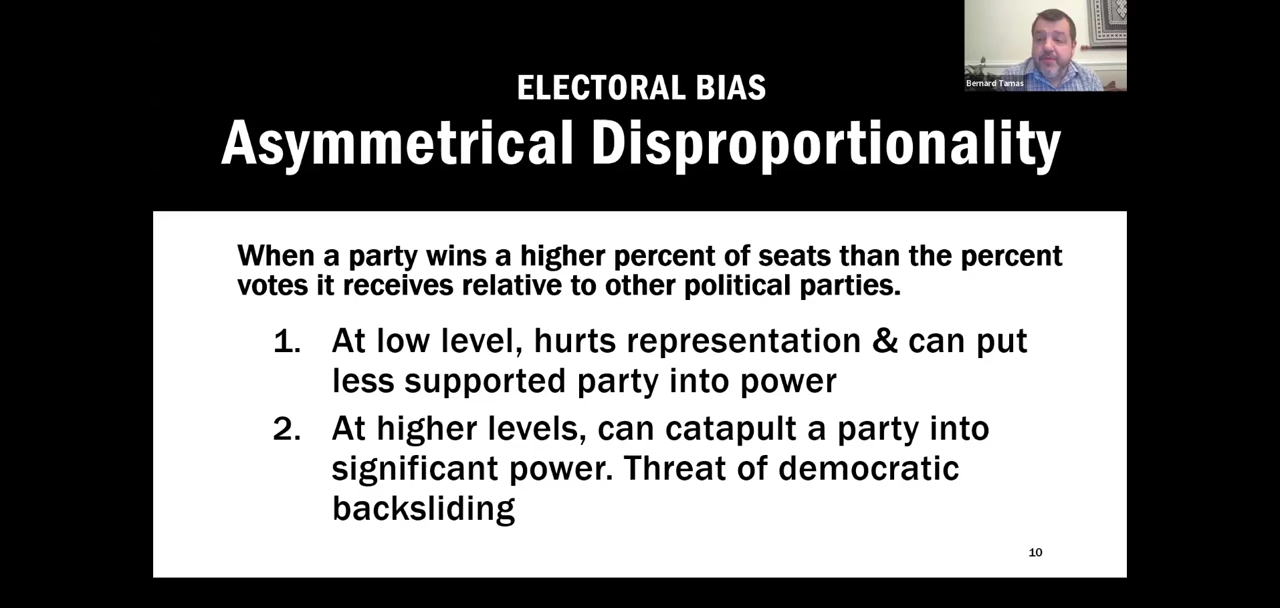 Bernard Tamas
ELECTORAL BIAS
Asymmetrical Disproportionality
When a party wins a higher percent of seats than the percent
votes it receives relative to other political parties.
1. At low level, hurts representation & can put
less supported party into power
2. At higher levels, can catapult a party into
significant power. Threat of democratic
backsliding
10